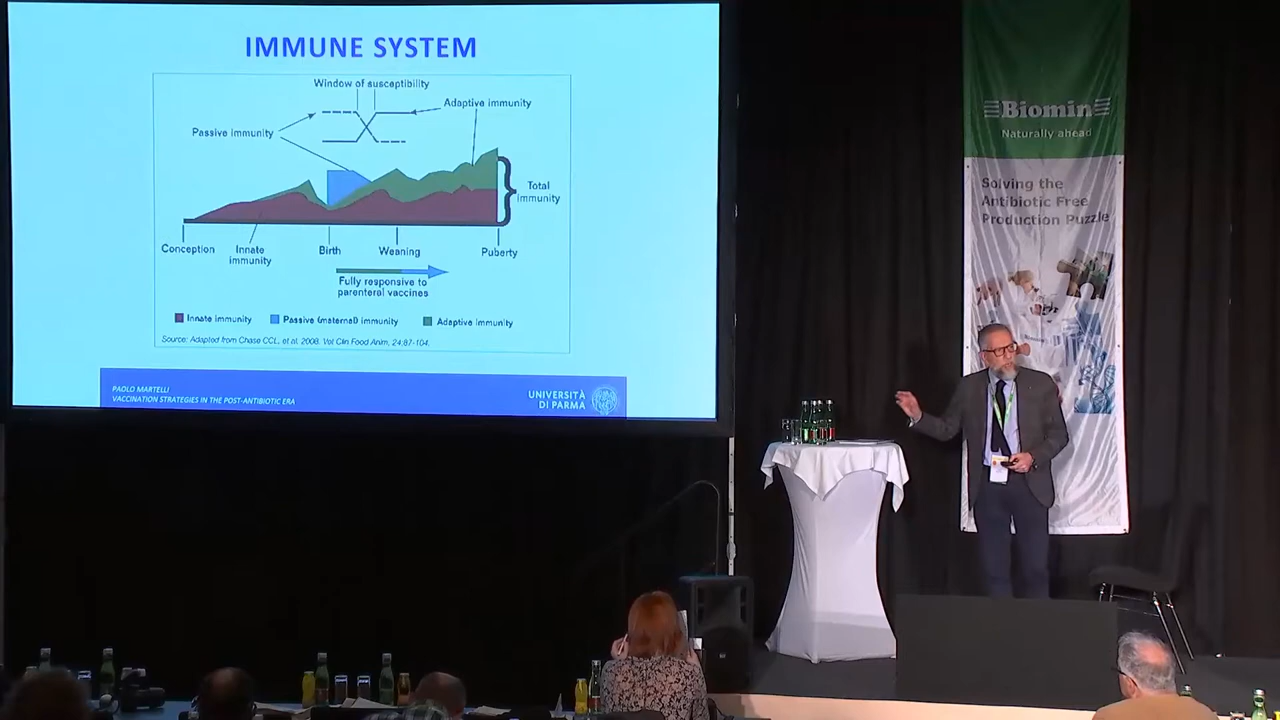 IMMUNE SYSTEM
Window of susceptibility
Adaptive immunity
Passive immunity
Total
immunity
Conception
Innate
immunity
Birth
Weaning
Puberty
Fully responsive to
parenteral vaccines
Innate immunity
Passive (maternal) immunity
Adaptive immunity
Source: Adapted from Chase CCL, et al. 2008. Vet Clin Food Anim. 24:87-104.
PAOLO MARTELLI
VACCINATION STRATEGIES IN THE POST-ANTIBIOTIC ERA
UNIVERSITÀ
DI PARMA
Biomin
Naturally ahead
Solving the
Antibiotic Free
Production Puzzle